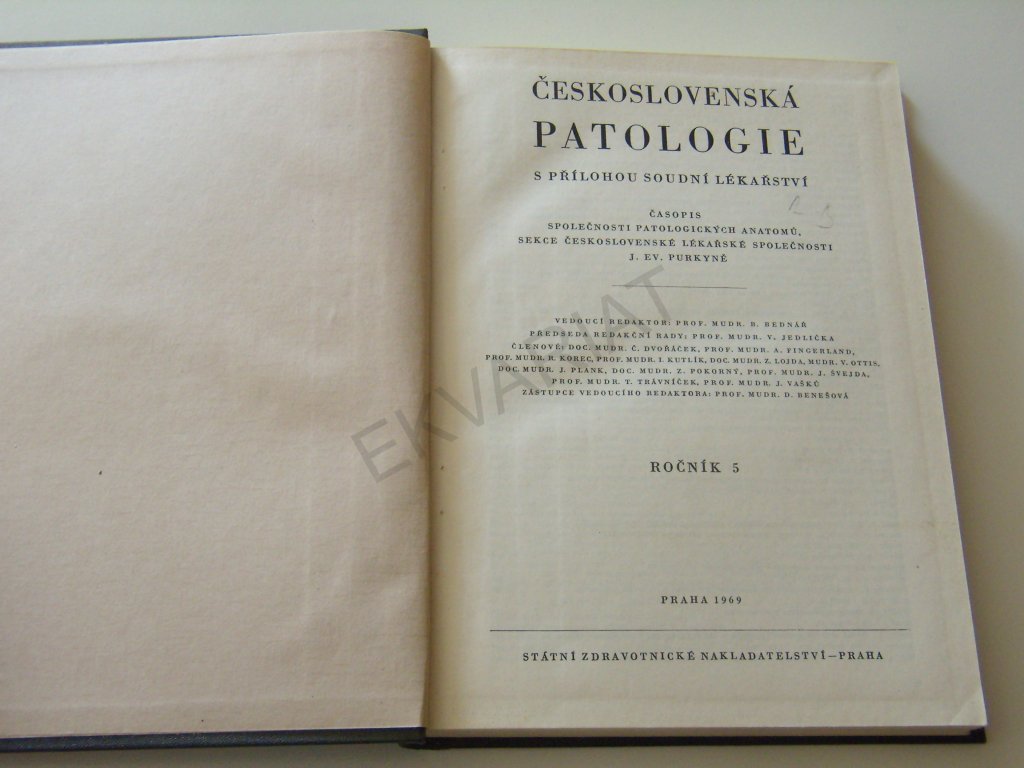 ČESKOSLOVENSKÁ
PATOLOGIE
S PŘÍLOHOU SOUDNÍ LÉKAŘSTVÍ
ČASOPIS
SPOLEČNOSTI PATOLOGICKÝCH ANATOMŮ,
SEKCE ČESKOSLOVENSKÉ LÉKAŘSKÉ SPOLEČNOSTI
J. EV. PURKYNĚ
VEDOUCÍ REDAKTOR: PROF. MUDR. B. BEDNÁŘ
PŘEDSEDA REDAKČNÍ RADY: PROF. MUDR. V. JEDLIČKA
ČLENOVÉ: DOC. MUDR. Č. DVOŘÁČEK, PROF. MUDR. A. FINGERLAND,
PROF. MUDR. R. KOREC, PROF. MUDR. I. KUTLÍK, DOC. MUDR. Z. LOJDA, MUDR. V. OTTIS,
DOC. MUDR. J. PLANK, DOC. MUDR. Z. POKORNÝ, PROF. MUDR. J. ŠVEJDA,
PROF. MUDR. T. TRÁVNÍČEK, PROF. MUDR. J. VAŠKŮ
ZÁSTUPCE VEDOUCÍHO REDAKTORA: PROF. MUDR. D. BENEŠOVÁ
EKVARIAT
ROČNÍK 5
PRAHA 1969
STÁTNÍ ZDRAVOTNICKÉ NAKLADATELSTVÍ—PRAHA